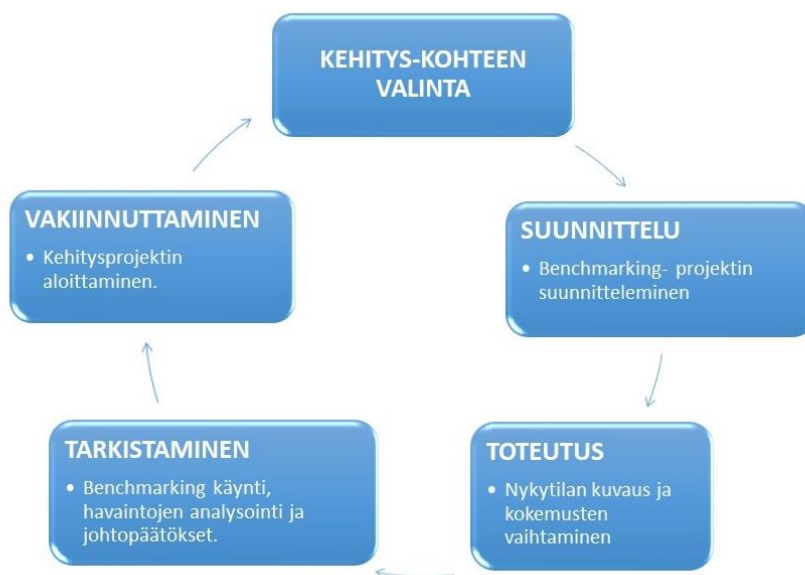 KEHITYS-KOHTEEN
VALINTA
SUUNNITTELU
• Benchmarking- projektin
suunnitteleminen
TOTEUTUS
• Nykytilan kuvaus ja
kokemusten
vaihtaminen
TARKISTAMINEN
• Benchmarking käynti,
havaintojen analysointi ja
johtopäätökset.
VAKIINNUTTAMINEN
• Kehitysprojektin
aloittaminen.